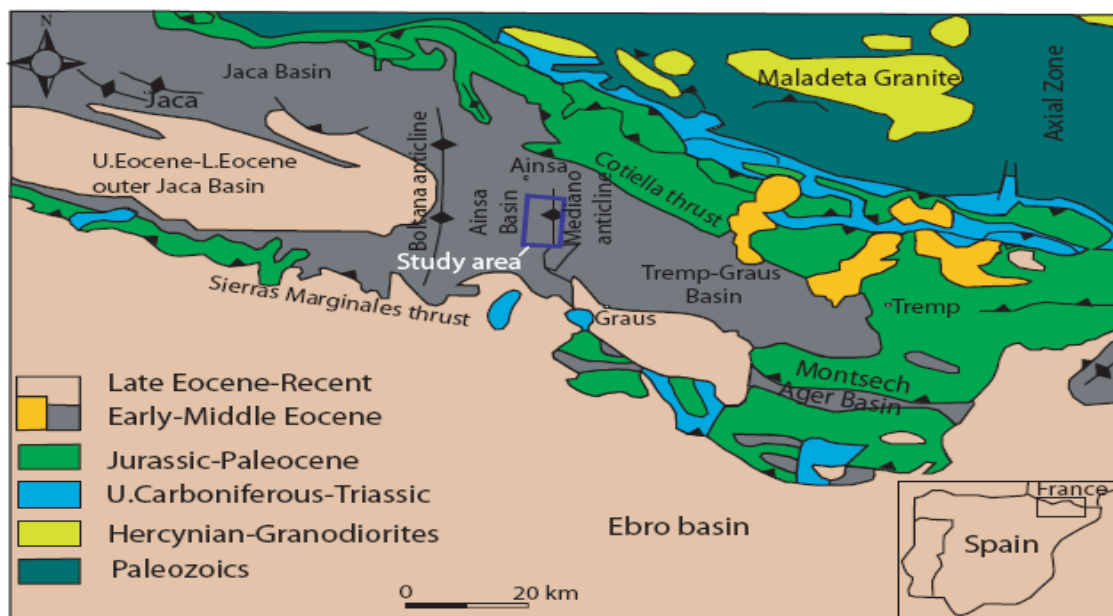 N
Jaca Basin
Jaca
Maladeta Granite
Axial Zone
U.Eocene-L.Eocene
outer Jaca Basin
Bolsana anticline
Ainsa
Ainsa
Basin
Mediano
anticline
Cotiella thrust
Study area
Tremp-Graus
Basin
Tremp
Sierras Marginales thrust
Graus
Montsech
Ager Basin
Late Eocene-Recent
Early-Middle Eocene
Jurassic-Paleocene
U.Carboniferous-Triassic
Hercynian-Granodiorites
Paleozoics
Ebro basin
0 20 km
France
Spain